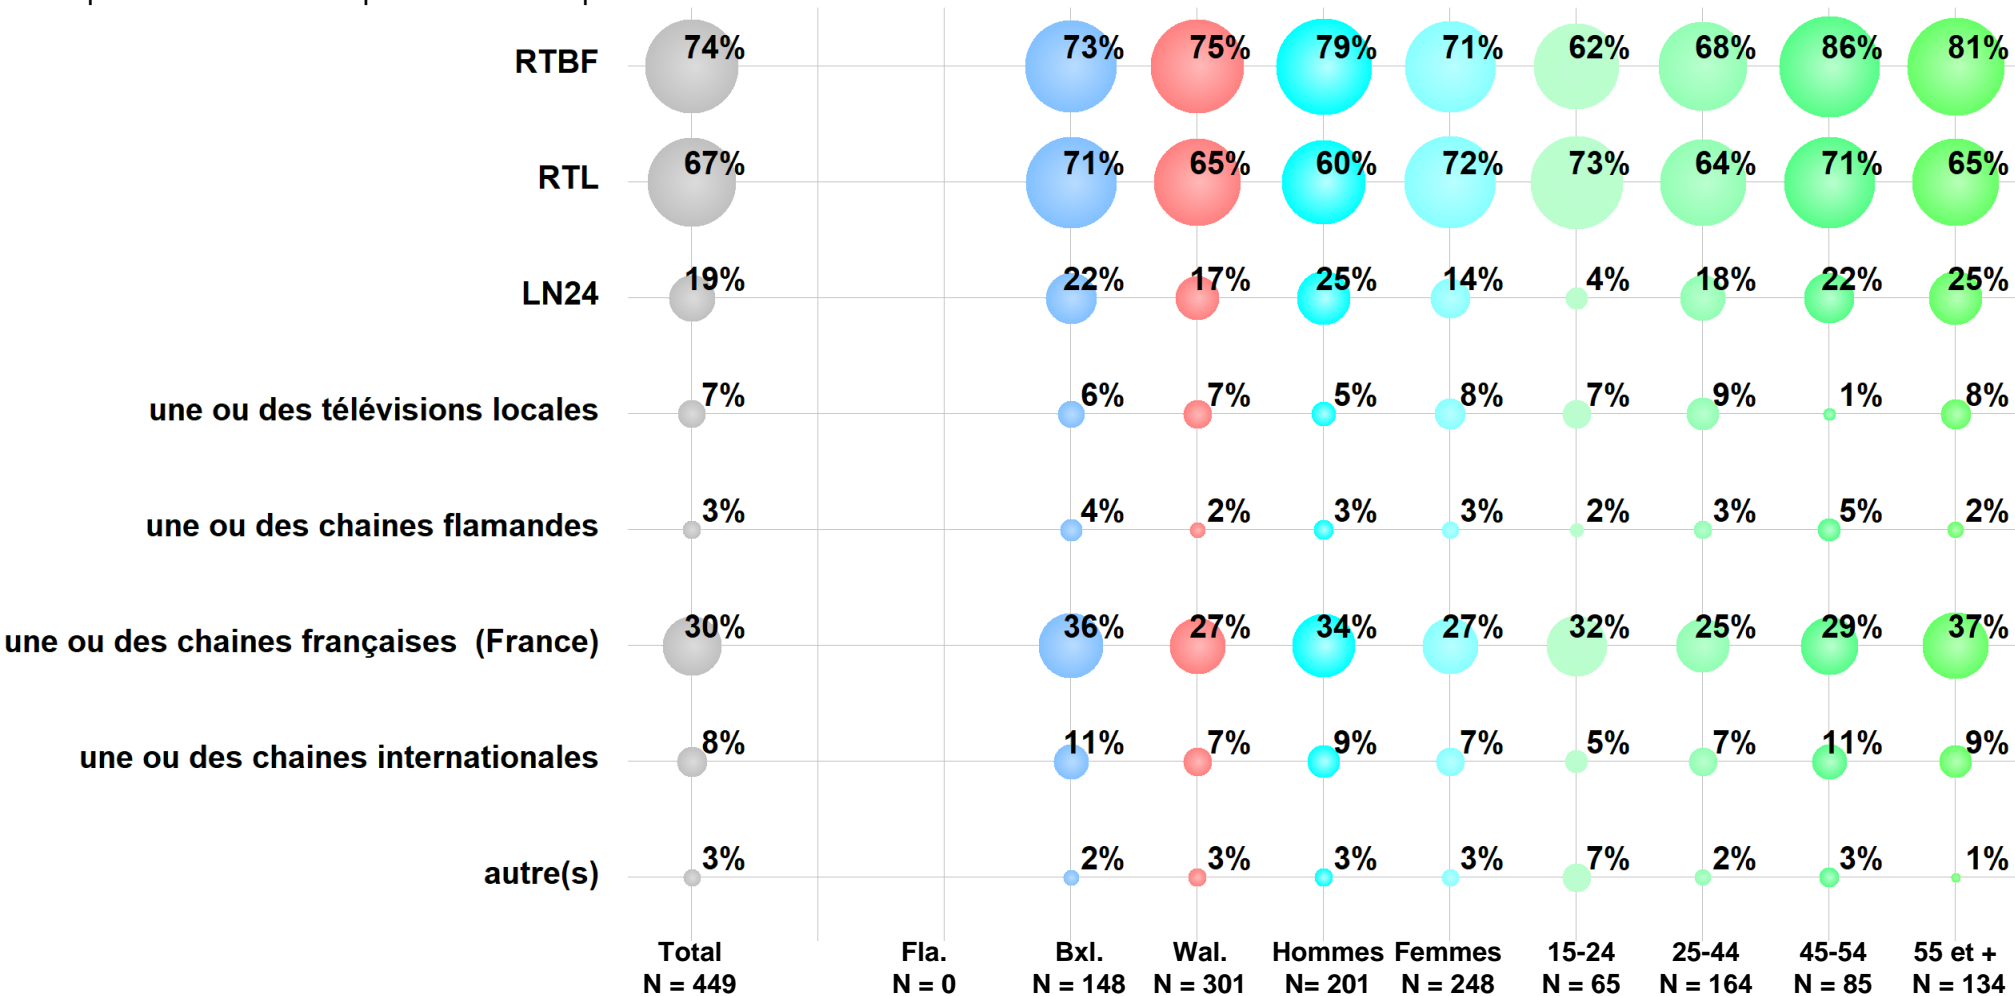 RTBF 74% 73% 75% 79% 71% 62% 68% 86% 81%
RTL 67% 71% 65% 60% 72% 73% 64% 71% 65%
LN24 19% 22% 17% 25% 14% 4% 18% 22% 25%
une ou des télévisions locales 7% 6% 7% 5% 8% 7% 9% 1% 8%
une ou des chaines flamandes 3% 4% 2% 3% 3% 2% 3% 5% 2%
une ou des chaines françaises (France) 30% 36% 27% 34% 27% 32% 25% 29% 37%
une ou des chaines internationales 8% 11% 7% 9% 7% 5% 7% 11% 9%
autre(s) 3% 2% 3% 3% 3% 7% 2% 3% 1%
Total Fla. Bxl. Wal. Hommes Femmes 15-24 25-44 45-54 55 et +
N = 449 N = 0 N = 148 N = 301 N= 201 N = 248 N = 65 N = 164 N = 85 N = 134